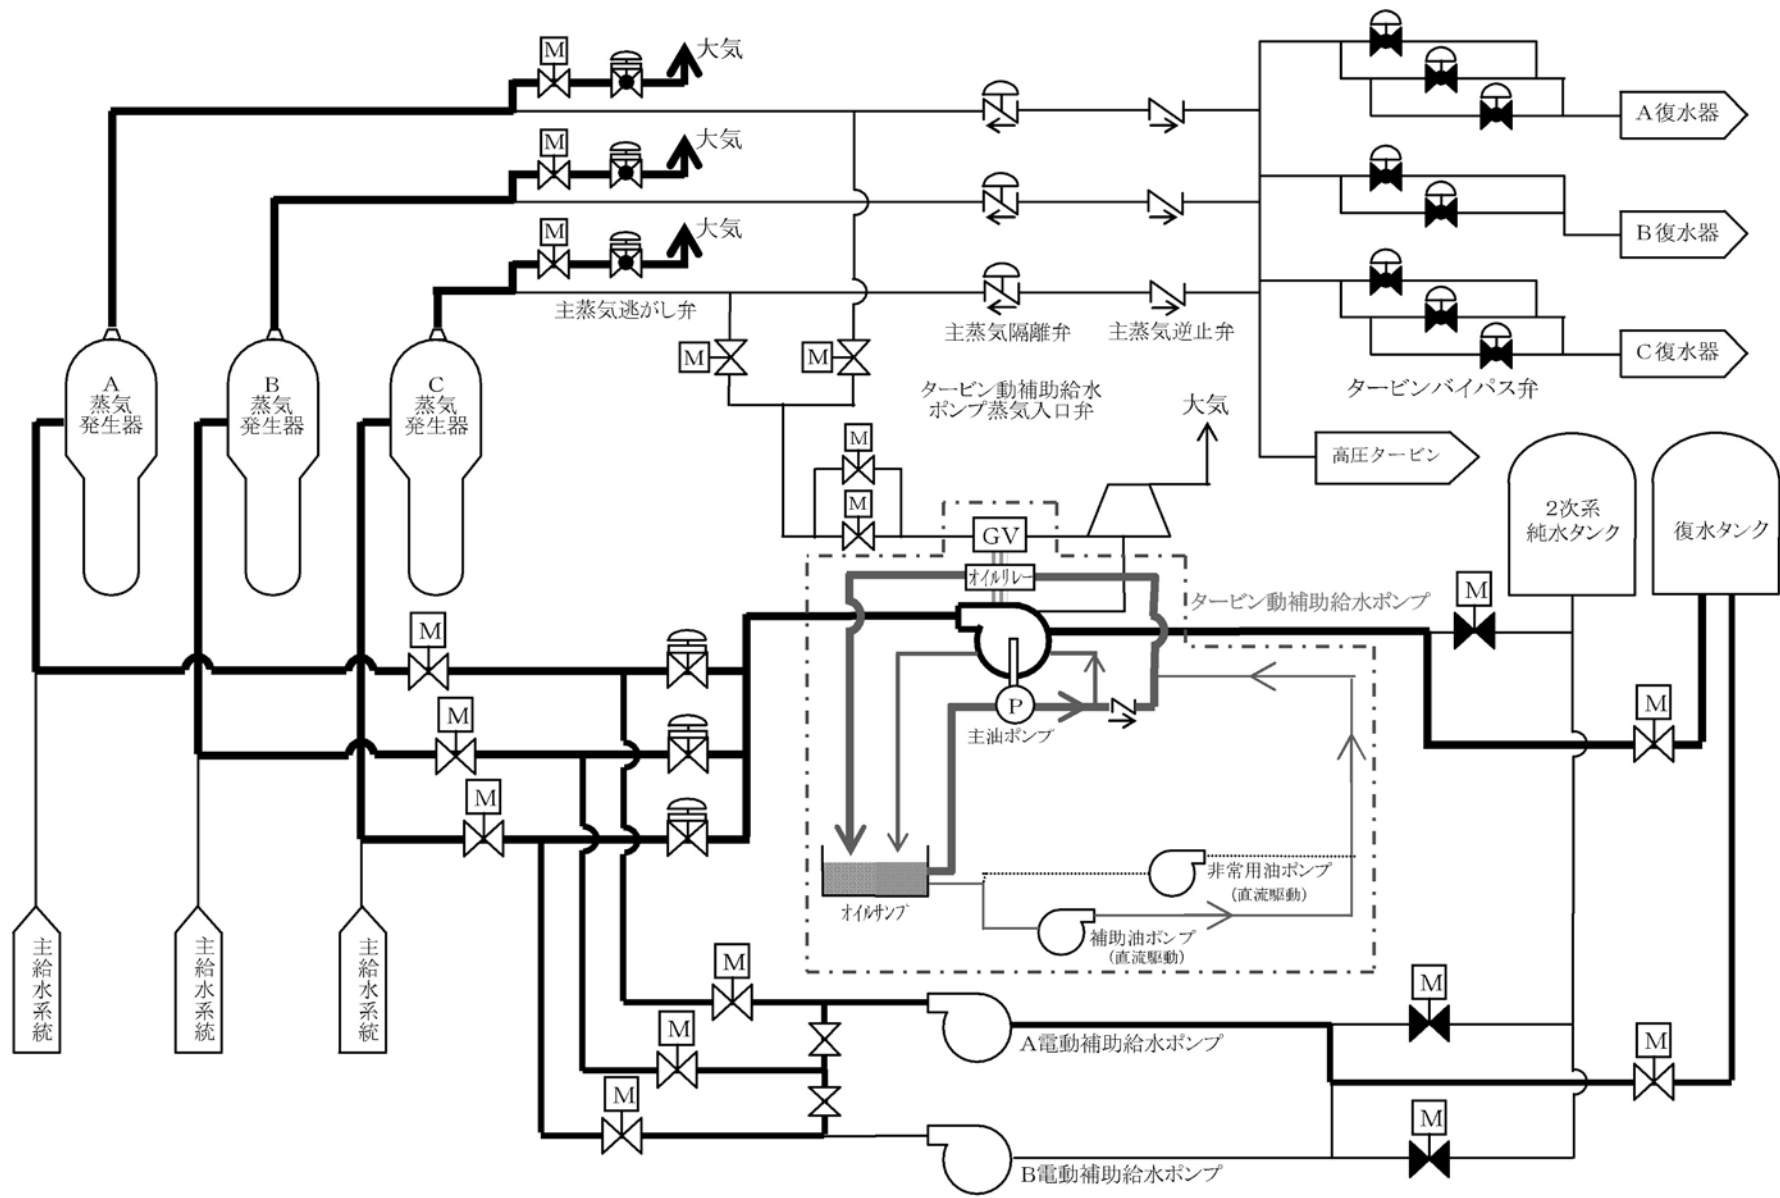 M
大気
M
大気
M
大気
主蒸気逃がし弁
主蒸気隔離弁
主蒸気逆止弁
A復水器
B復水器
C復水器
タービンバイパス弁
高圧タービン
A
蒸気
発生器
B
蒸気
発生器
C
蒸気
発生器
M
M
タービン動補助給水
ポンプ蒸気入口弁
大気
M
M
GV
オイルリレー
タービン動補助給水ポンプ
2次系
純水タンク
復水タンク
M
M
M
M
M
P
主油ポンプ
オイルサンプ
非常用油ポンプ
(直流駆動)
補助油ポンプ
(直流駆動)
主給水系統
主給水系統
主給水系統
M
M
M
A電動補助給水ポンプ
B電動補助給水ポンプ
M
M
M